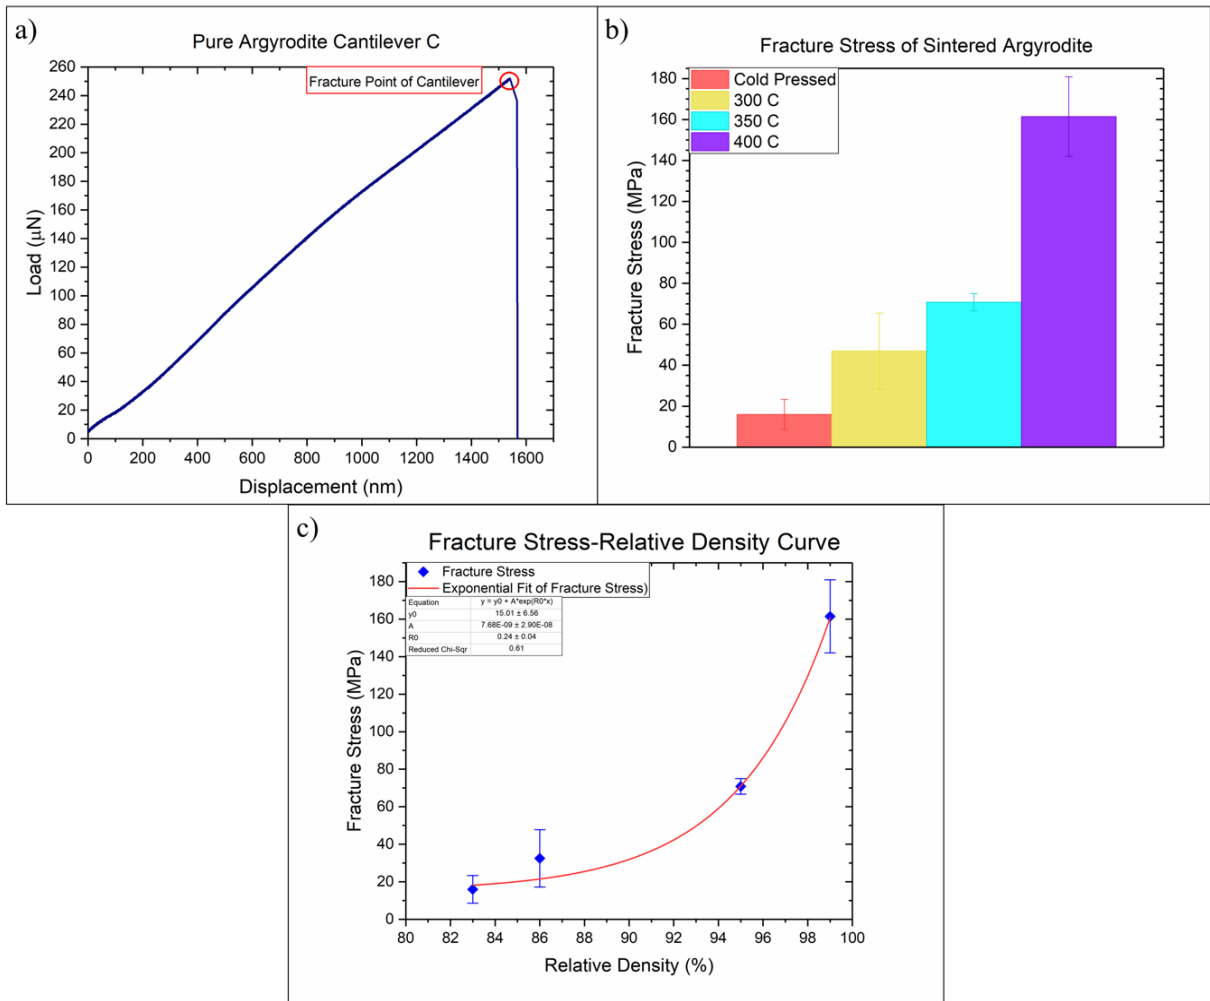 a)
Pure Argyrodite Cantilever C
Fracture Point of Cantilever
260
240
220
200
180
160
140
120
100
80
60
40
20
0
Load (μN)
0 200 400 600 800 1000 1200 1400 1600
Displacement (nm)
b)
Fracture Stress of Sintered Argyrodite
Cold Pressed
300 C
350 C
400 C
180
160
140
120
100
80
60
40
20
0
Fracture Stress (MPa)
c)
Fracture Stress-Relative Density Curve
Fracture Stress
Exponential Fit of Fracture Stress)
Equation y = y0 + A*exp(R0*x)
y0 15.01 ± 6.56
A 7.68E-09 ± 2.90E-08
R0 0.24 ± 0.04
Reduced Chi-Sqr 0.61
180
160
140
120
100
80
60
40
20
0
Fracture Stress (MPa)
80 82 84 86 88 90 92 94 96 98 100
Relative Density (%)